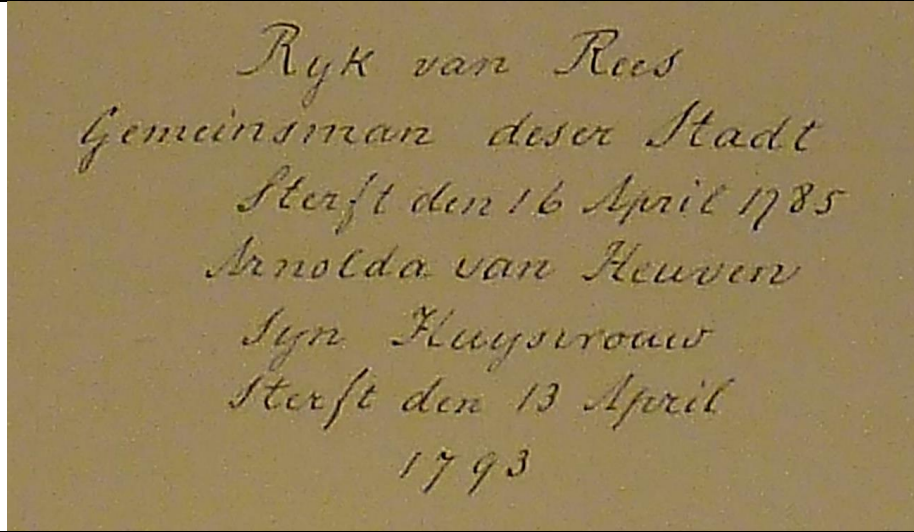 Ryk van Rees
Gemeinsman deser Stadt
Sterft den 16 April 1785
Arnolda van Heuven
Syn Huysvrouw
Sterft den 13 April
1793